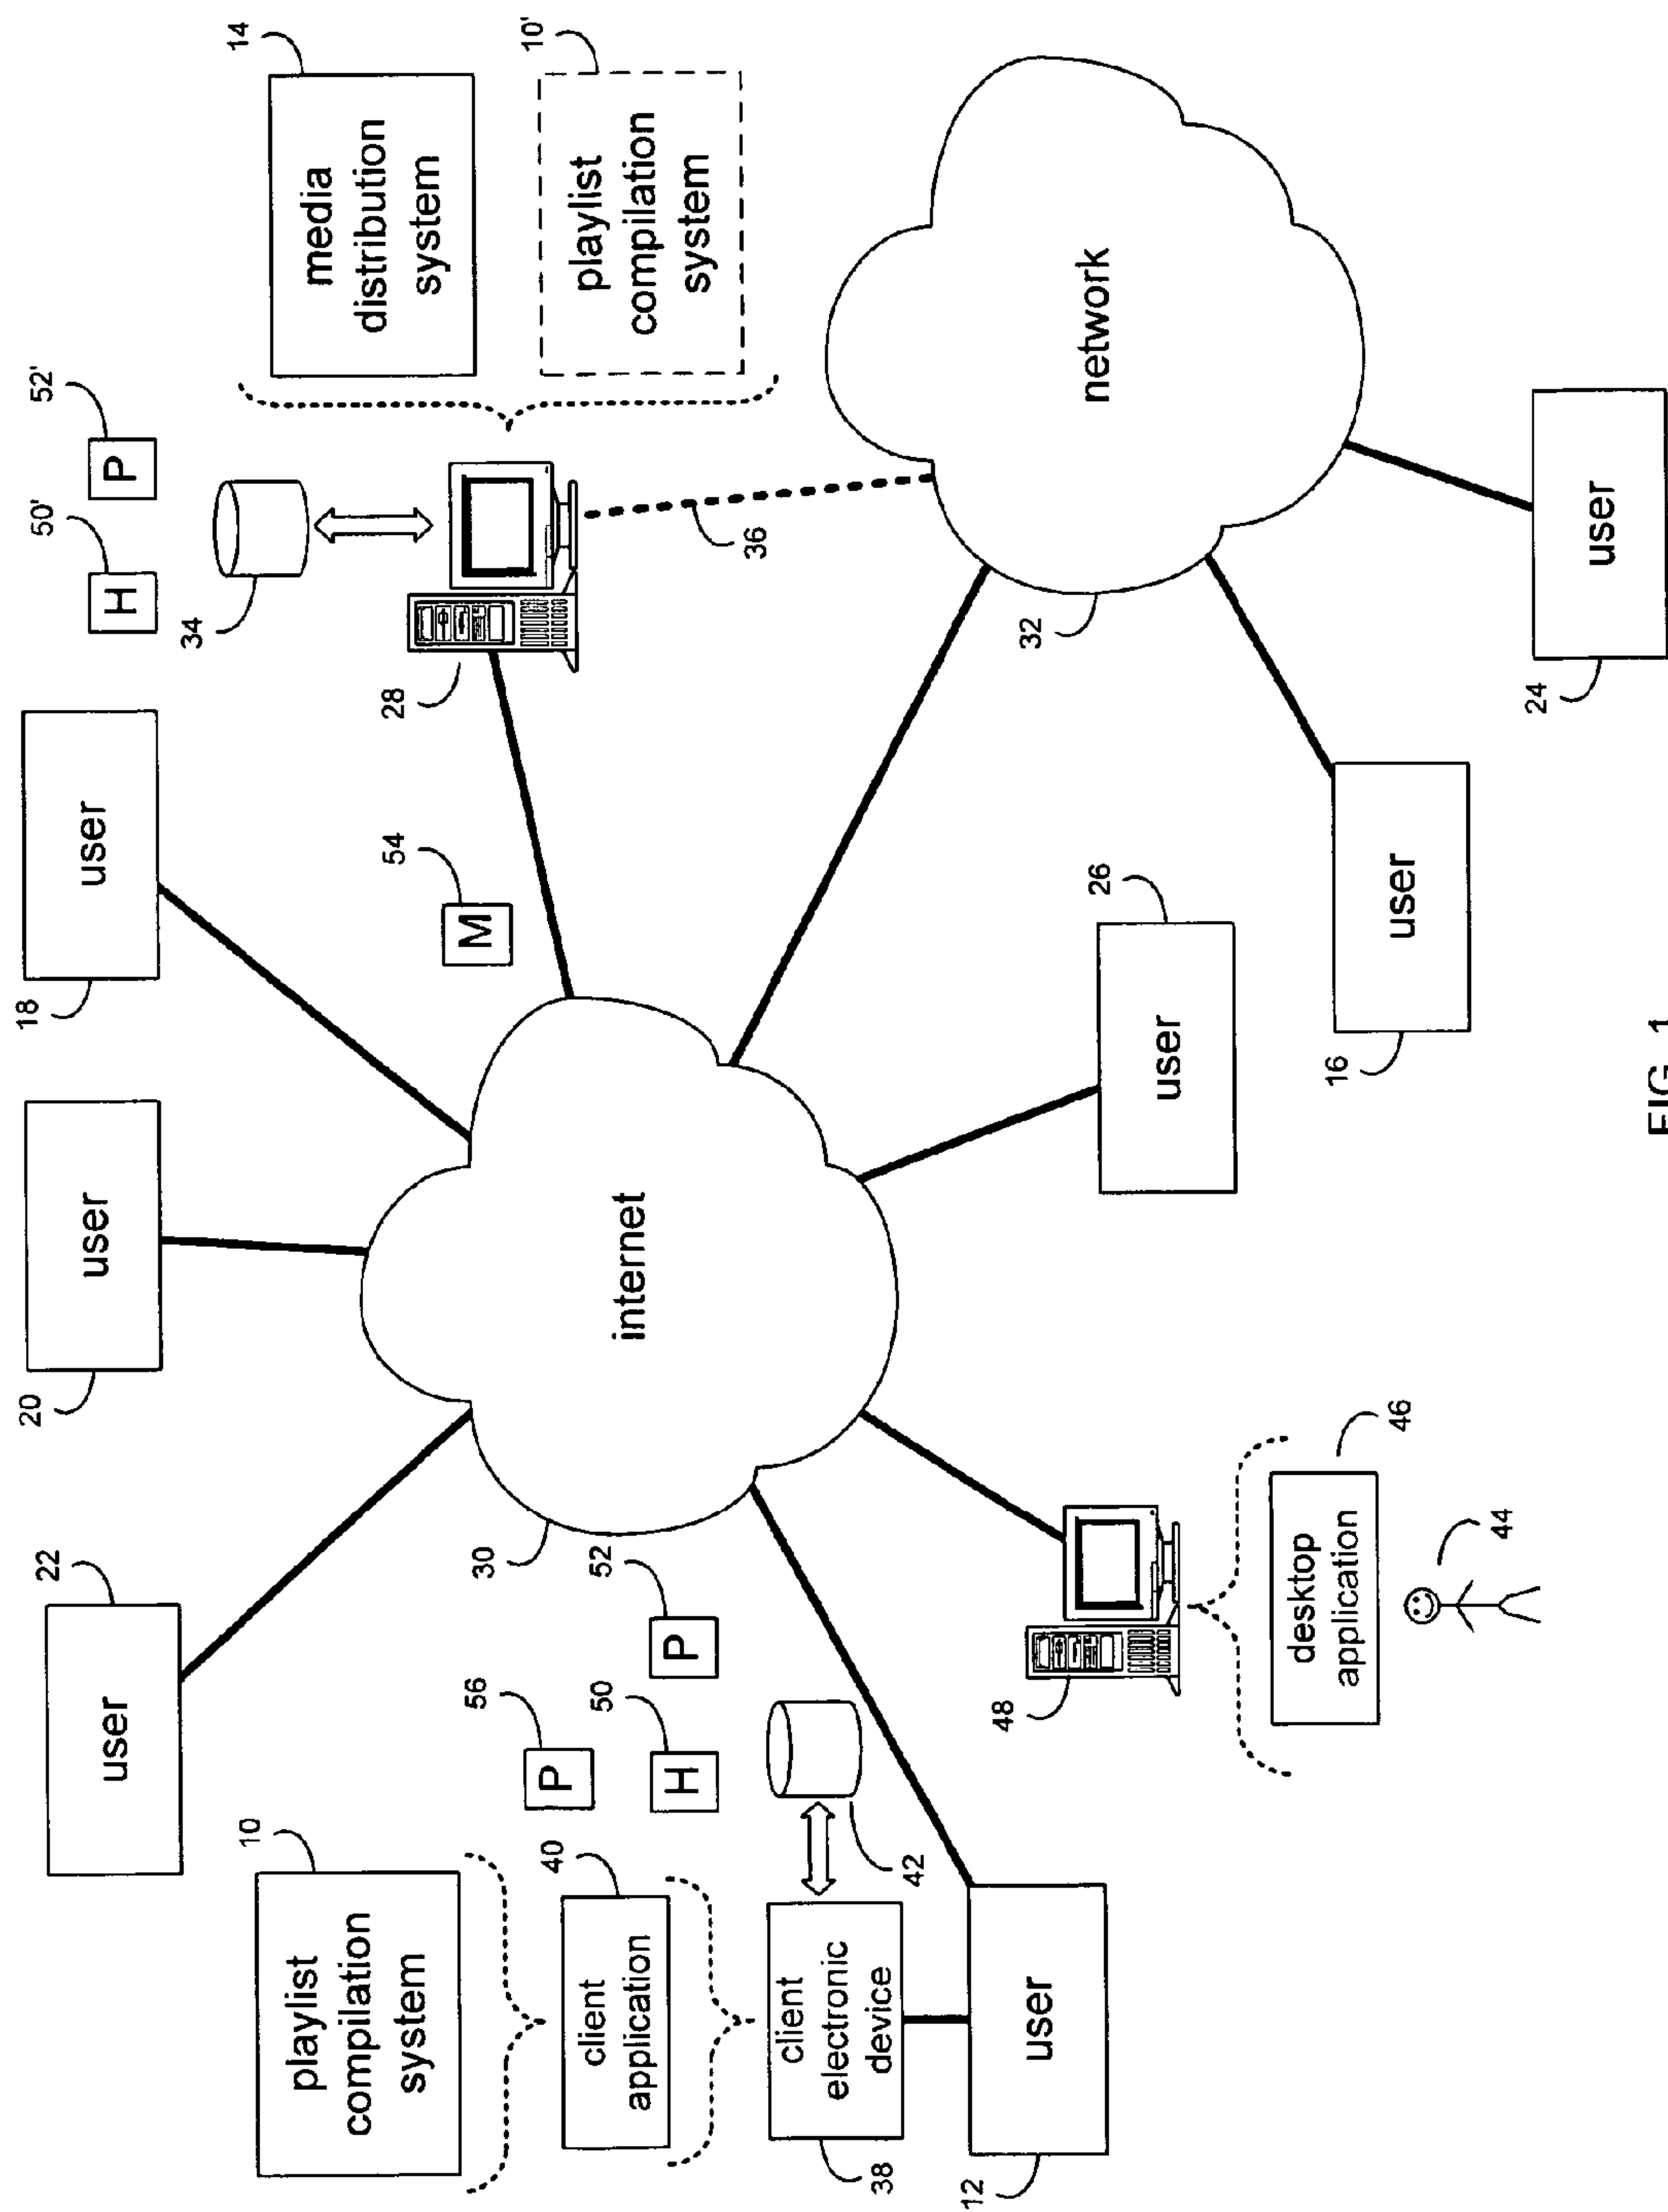 22
user
20
user
18
user
50'
H
52'
P
34
28
14
media
distribution
system
10'
playlist
compilation
system
10
playlist
compilation
system
40
client
application
56
P
50
H
52
P
30
internet
54
M
36
32
network
38
client
electronic
device
42
12
user
48
46
desktop
application
44
26
user
16
user
24
user
FIG. 1